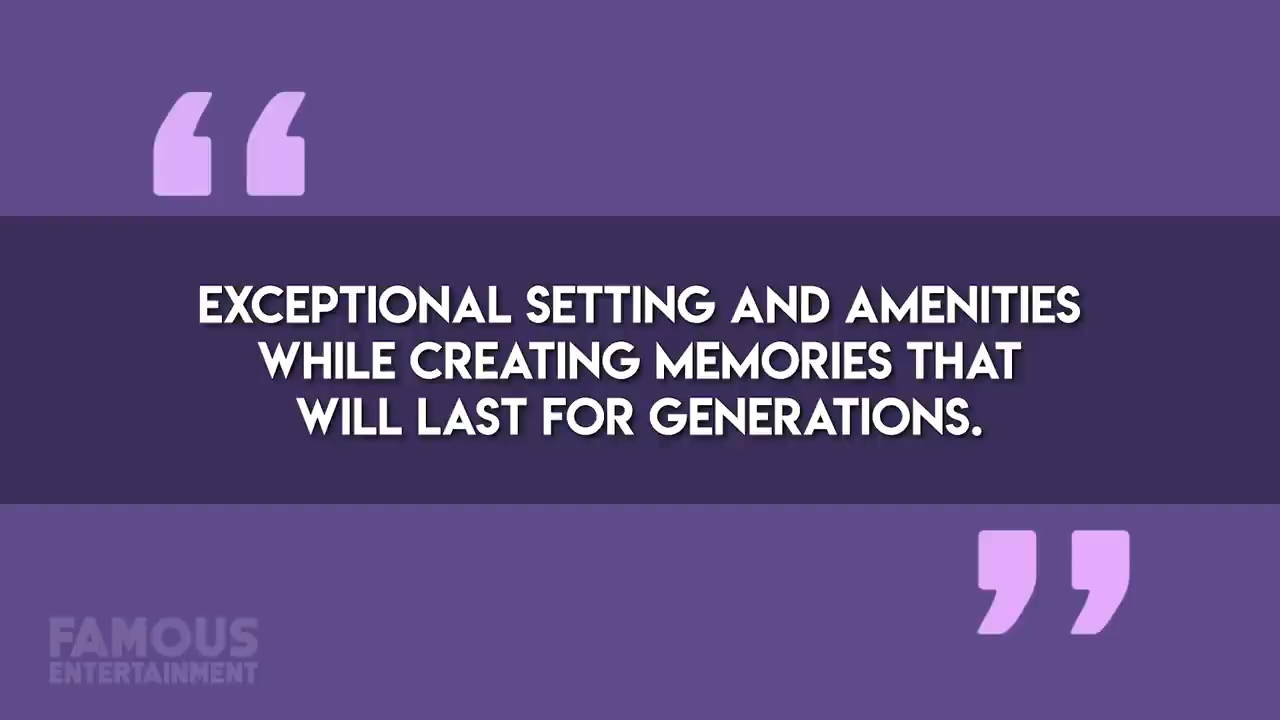 “
EXCEPTIONAL SETTING AND AMENITIES
WHILE CREATING MEMORIES THAT
WILL LAST FOR GENERATIONS.
”
FAMOUS
ENTERTAINMENT